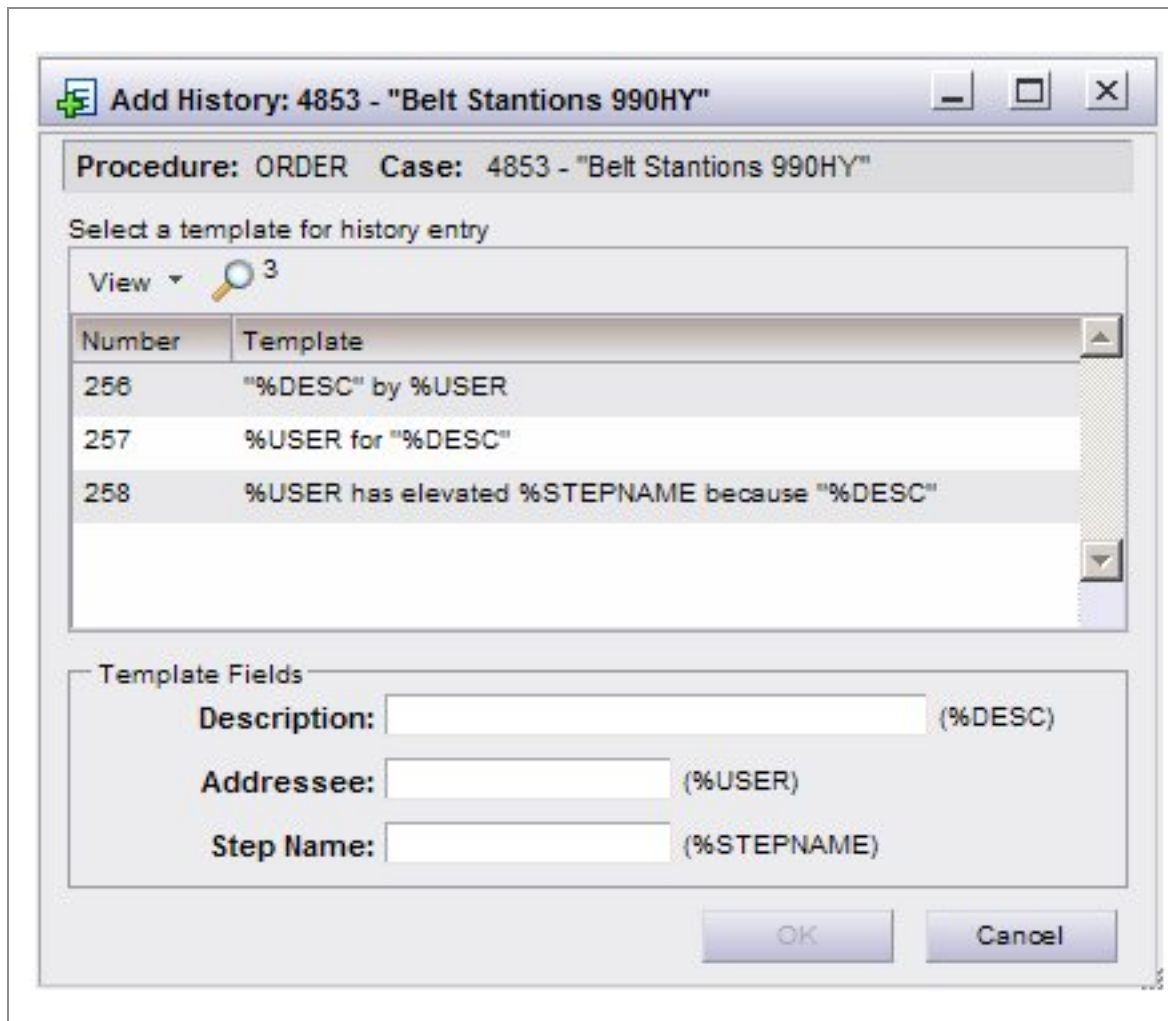 Add History: 4853 - "Belt Stantions 990HY"
Procedure: ORDER Case: 4853 - "Belt Stantions 990HY"
Select a template for history entry
View 3
Number Template
256 "%DESC" by %USER
257 %USER for "%DESC"
258 %USER has elevated %STEPNAME because "%DESC"
Template Fields
Description: (%DESC)
Addressee: (%USER)
Step Name: (%STEPNAME)
OK Cancel